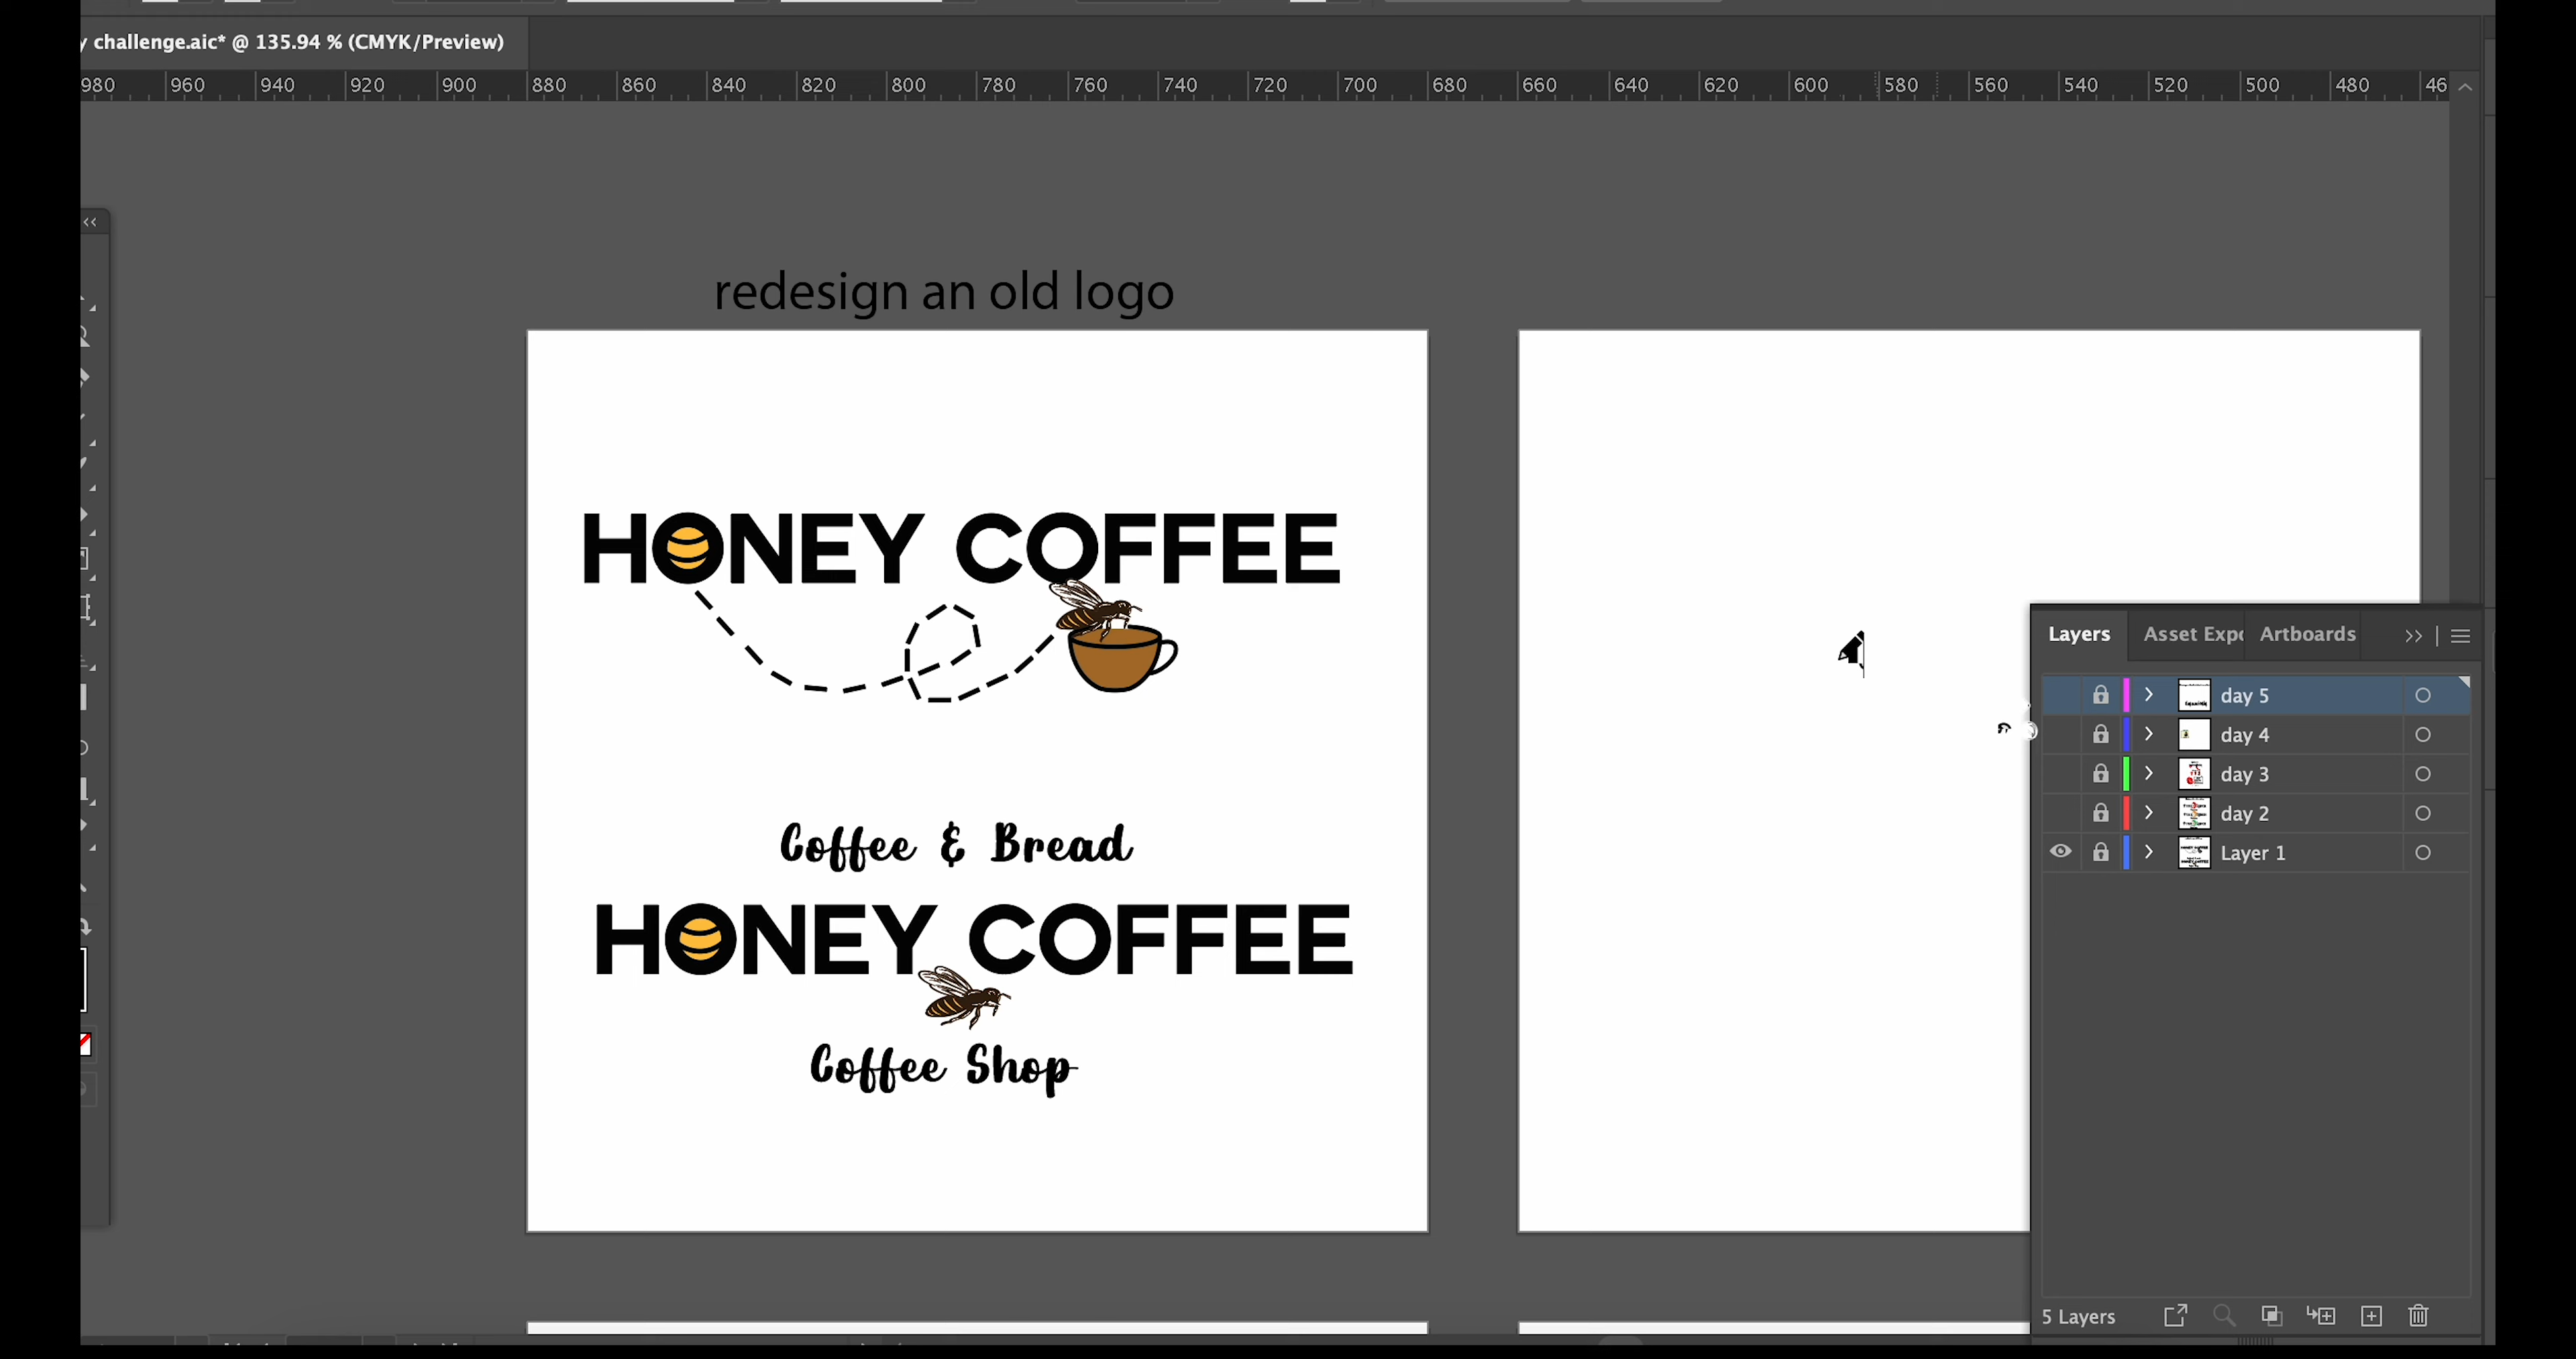 y challenge.aic* @ 135.94 % (CMYK/Preview)
980 960 940 920 900 880 860 840 820 800 780 760 740 720 700 680 660 640 620 600 580 560 540 520 500 480 46
redesign an old logo
HONEY COFFEE
Coffee & Bread
HONEY COFFEE
Coffee Shop
Layers Asset Expo Artboards
day 5
day 4
day 3
day 2
Layer 1
5 Layers